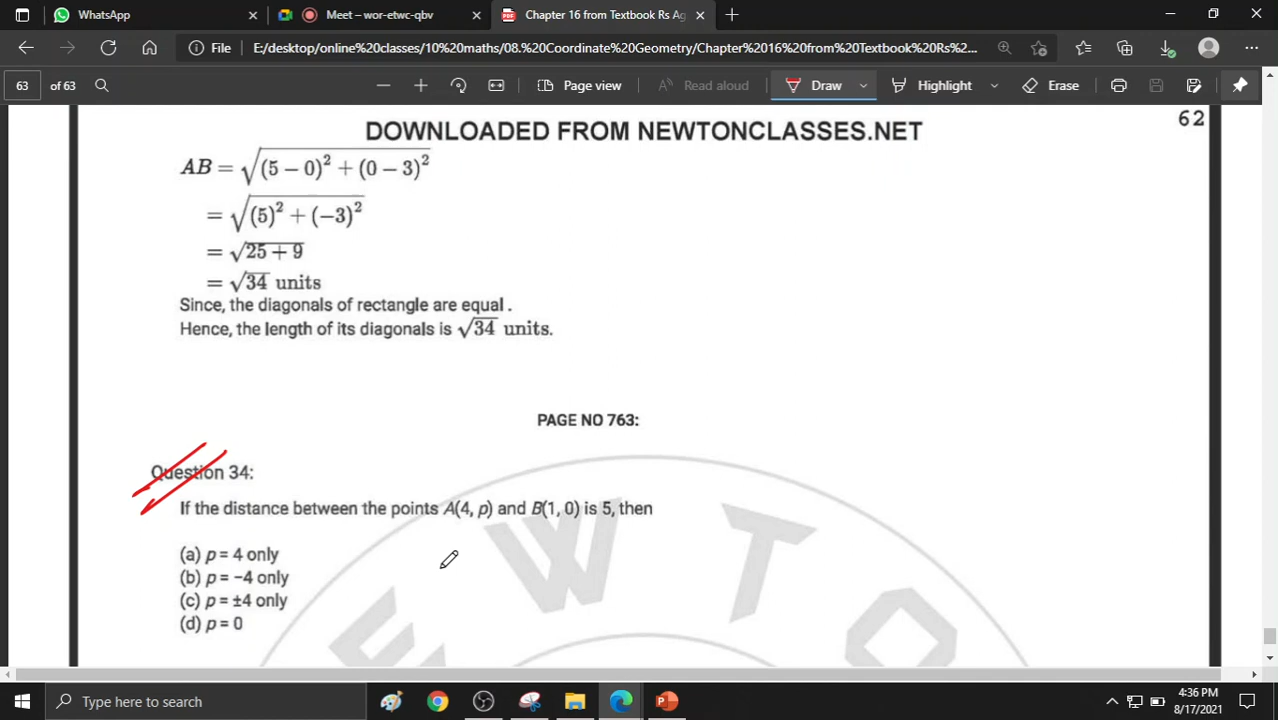 WhatsApp
Meet – wor-etwc-qbv
Chapter 16 from Textbook Rs Ag
File
E:/desktop/online%20classes/10%20maths/08.%20Coordinate%20Geometry/Chapter%2016%20from%20Textbook%20Rs%2...
63 of 63
Page view
Read aloud
Draw
Highlight
Erase
62
DOWNLOADED FROM NEWTONCLASSES.NET
AB = √(5 − 0)² + (0 − 3)²
= √(5)² + (−3)²
= √25 + 9
= √34 units
Since, the diagonals of rectangle are equal .
Hence, the length of its diagonals is √34 units.
PAGE NO 763:
Question 34:
If the distance between the points A(4, p) and B(1, 0) is 5, then
(a) p = 4 only
(b) p = −4 only
(c) p = ±4 only
(d) p = 0
E W T O
Type here to search
4:36 PM
8/17/2021